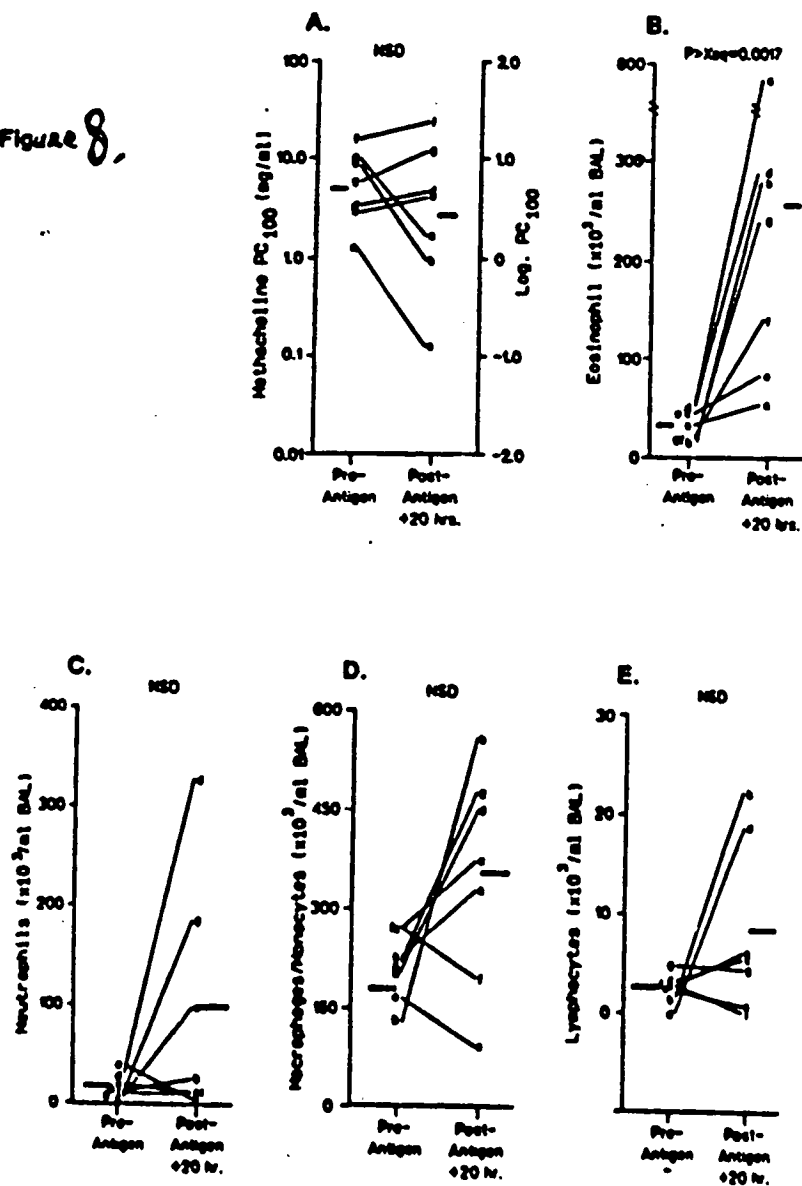 Figure 8,
A.
NSD
Methacholine PC100 (mg/ml)
100
10.0
1.0
0.1
0.01
2.0
1.0
0
-1.0
-2.0
Log. PC100
Pre-
Antigen
Post-
Antigen
+20 hrs.
B.
P>Xsq=0.0017
Eosinophil (x10³/ml BAL)
600
300
200
100
0
Pre-
Antigen
Post-
Antigen
+20 hrs.
C.
NSD
Neutrophils (x10³/ml BAL)
400
300
200
100
0
Pre-
Antigen
Post-
Antigen
+20 hr.
D.
NSD
Macrophages/Monocytes (x10³/ml BAL)
600
450
300
150
0
Pre-
Antigen
Post-
Antigen
+20 hr.
E.
NSD
Lymphocytes (x10³/ml BAL)
30
20
10
0
Pre-
Antigen
Post-
Antigen
+20 hr.